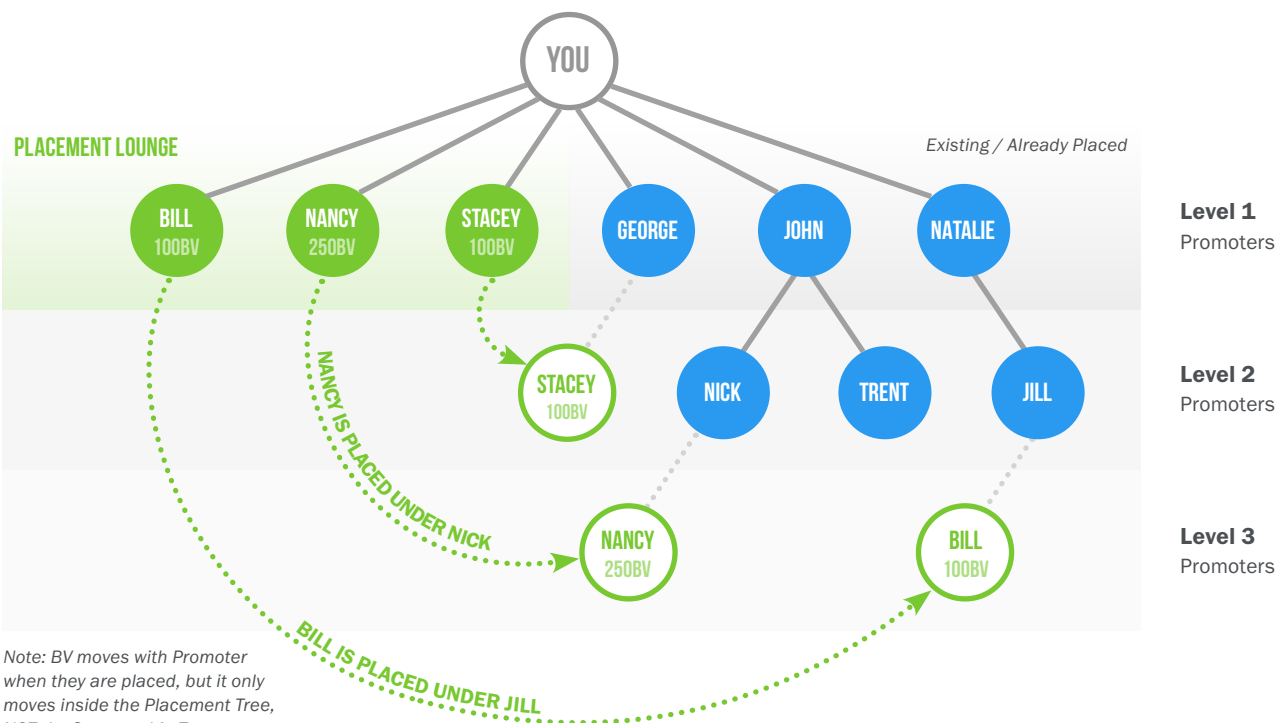 YOU
PLACEMENT LOUNGE
Existing / Already Placed
BILL
100BV
NANCY
250BV
STACEY
100BV
GEORGE
JOHN
NATALIE
Level 1
Promoters
STACEY
100BV
NICK
TRENT
JILL
Level 2
Promoters
NANCY IS PLACED UNDER NICK
NANCY
250BV
BILL
100BV
Level 3
Promoters
BILL IS PLACED UNDER JILL
Note: BV moves with Promoter
when they are placed, but it only
moves inside the Placement Tree,